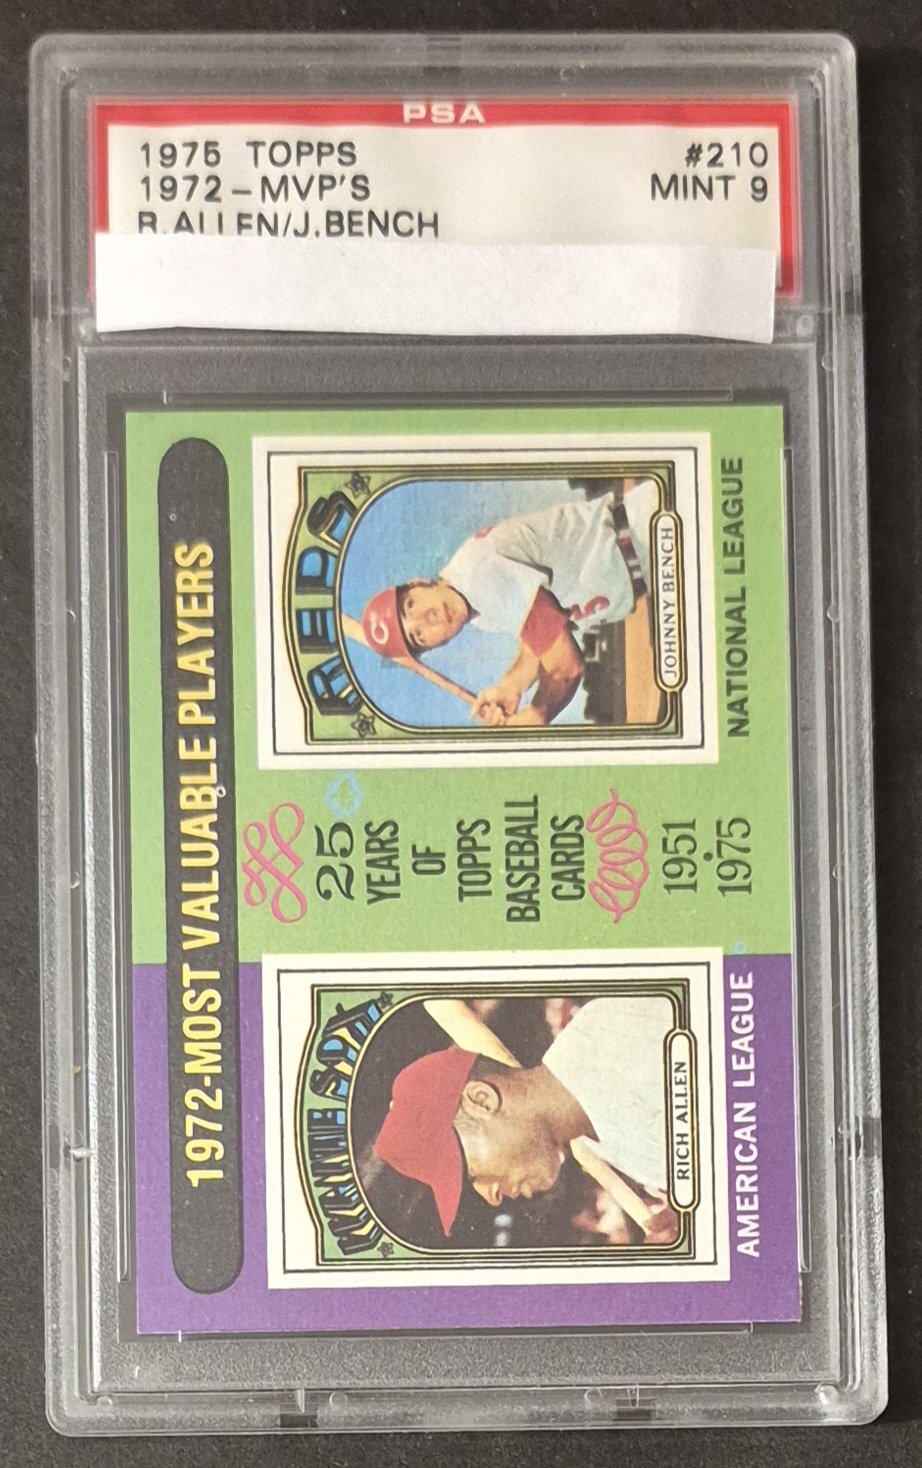 PSA
1975 TOPPS #210
1972-MVP'S MINT 9
R.ALLEN/J.BENCH
1972-MOST VALUABLE PLAYERS
WHITE SOX
RICH ALLEN
AMERICAN LEAGUE
25
YEARS
OF
TOPPS
BASEBALL
CARDS
1951
•
1975
REDS
C
5
JOHNNY BENCH
NATIONAL LEAGUE